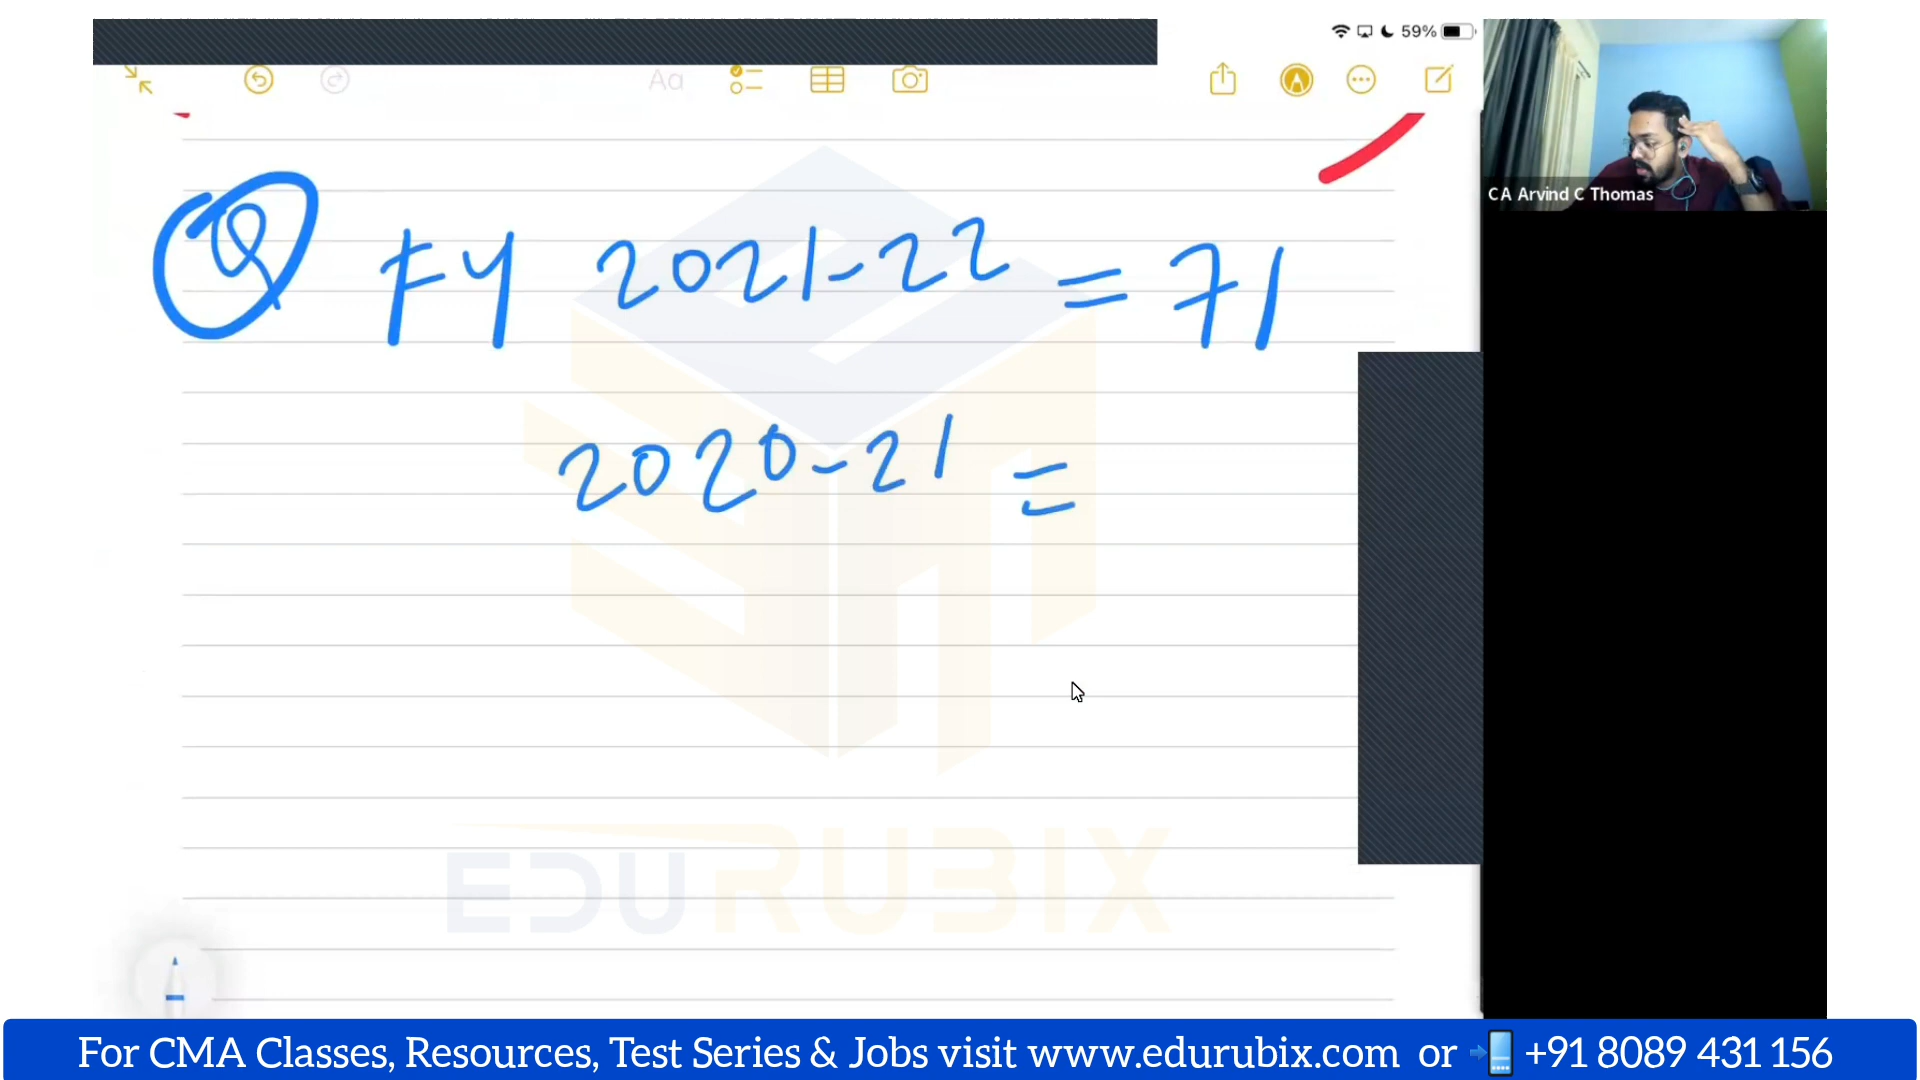 59%
Aa
CA Arvind C Thomas
Q FY 2021-22 = 71
2020-21 =
EDURUBIX
For CMA Classes, Resources, Test Series & Jobs visit www.edurubix.com or +91 8089 431 156